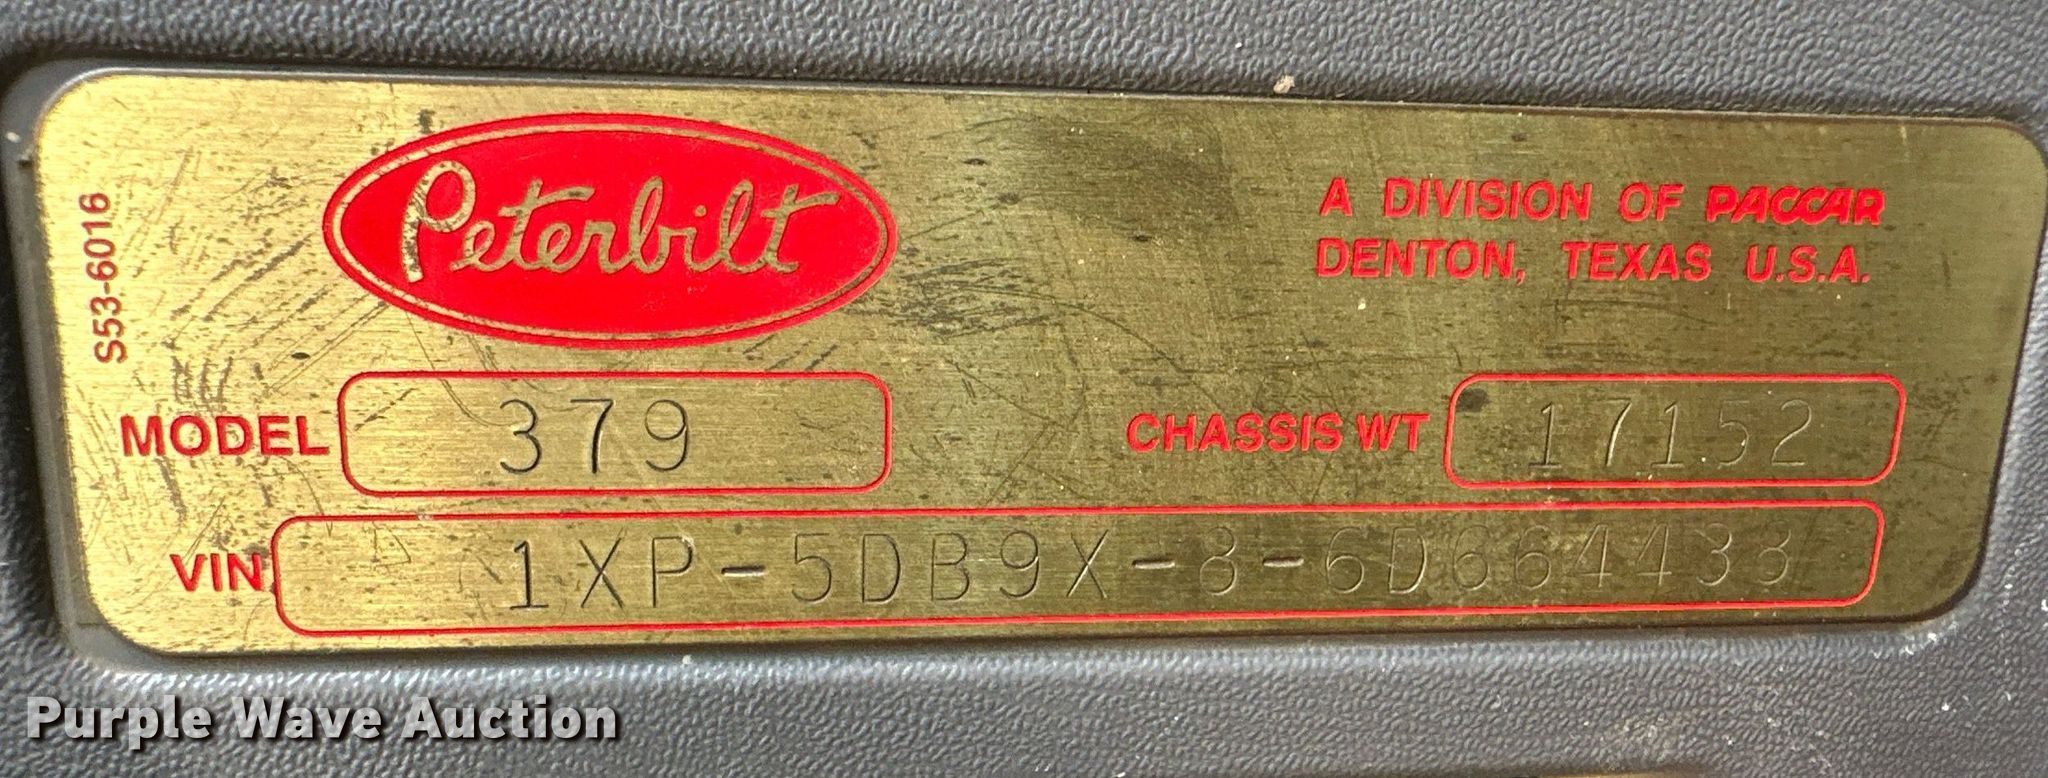 S53-6016
Peterbilt
A DIVISION OF PACCAR
DENTON, TEXAS U.S.A.
MODEL 379
CHASSIS WT 17152
VIN 1XP-5DB9X-8-6D664438
Purple Wave Auction